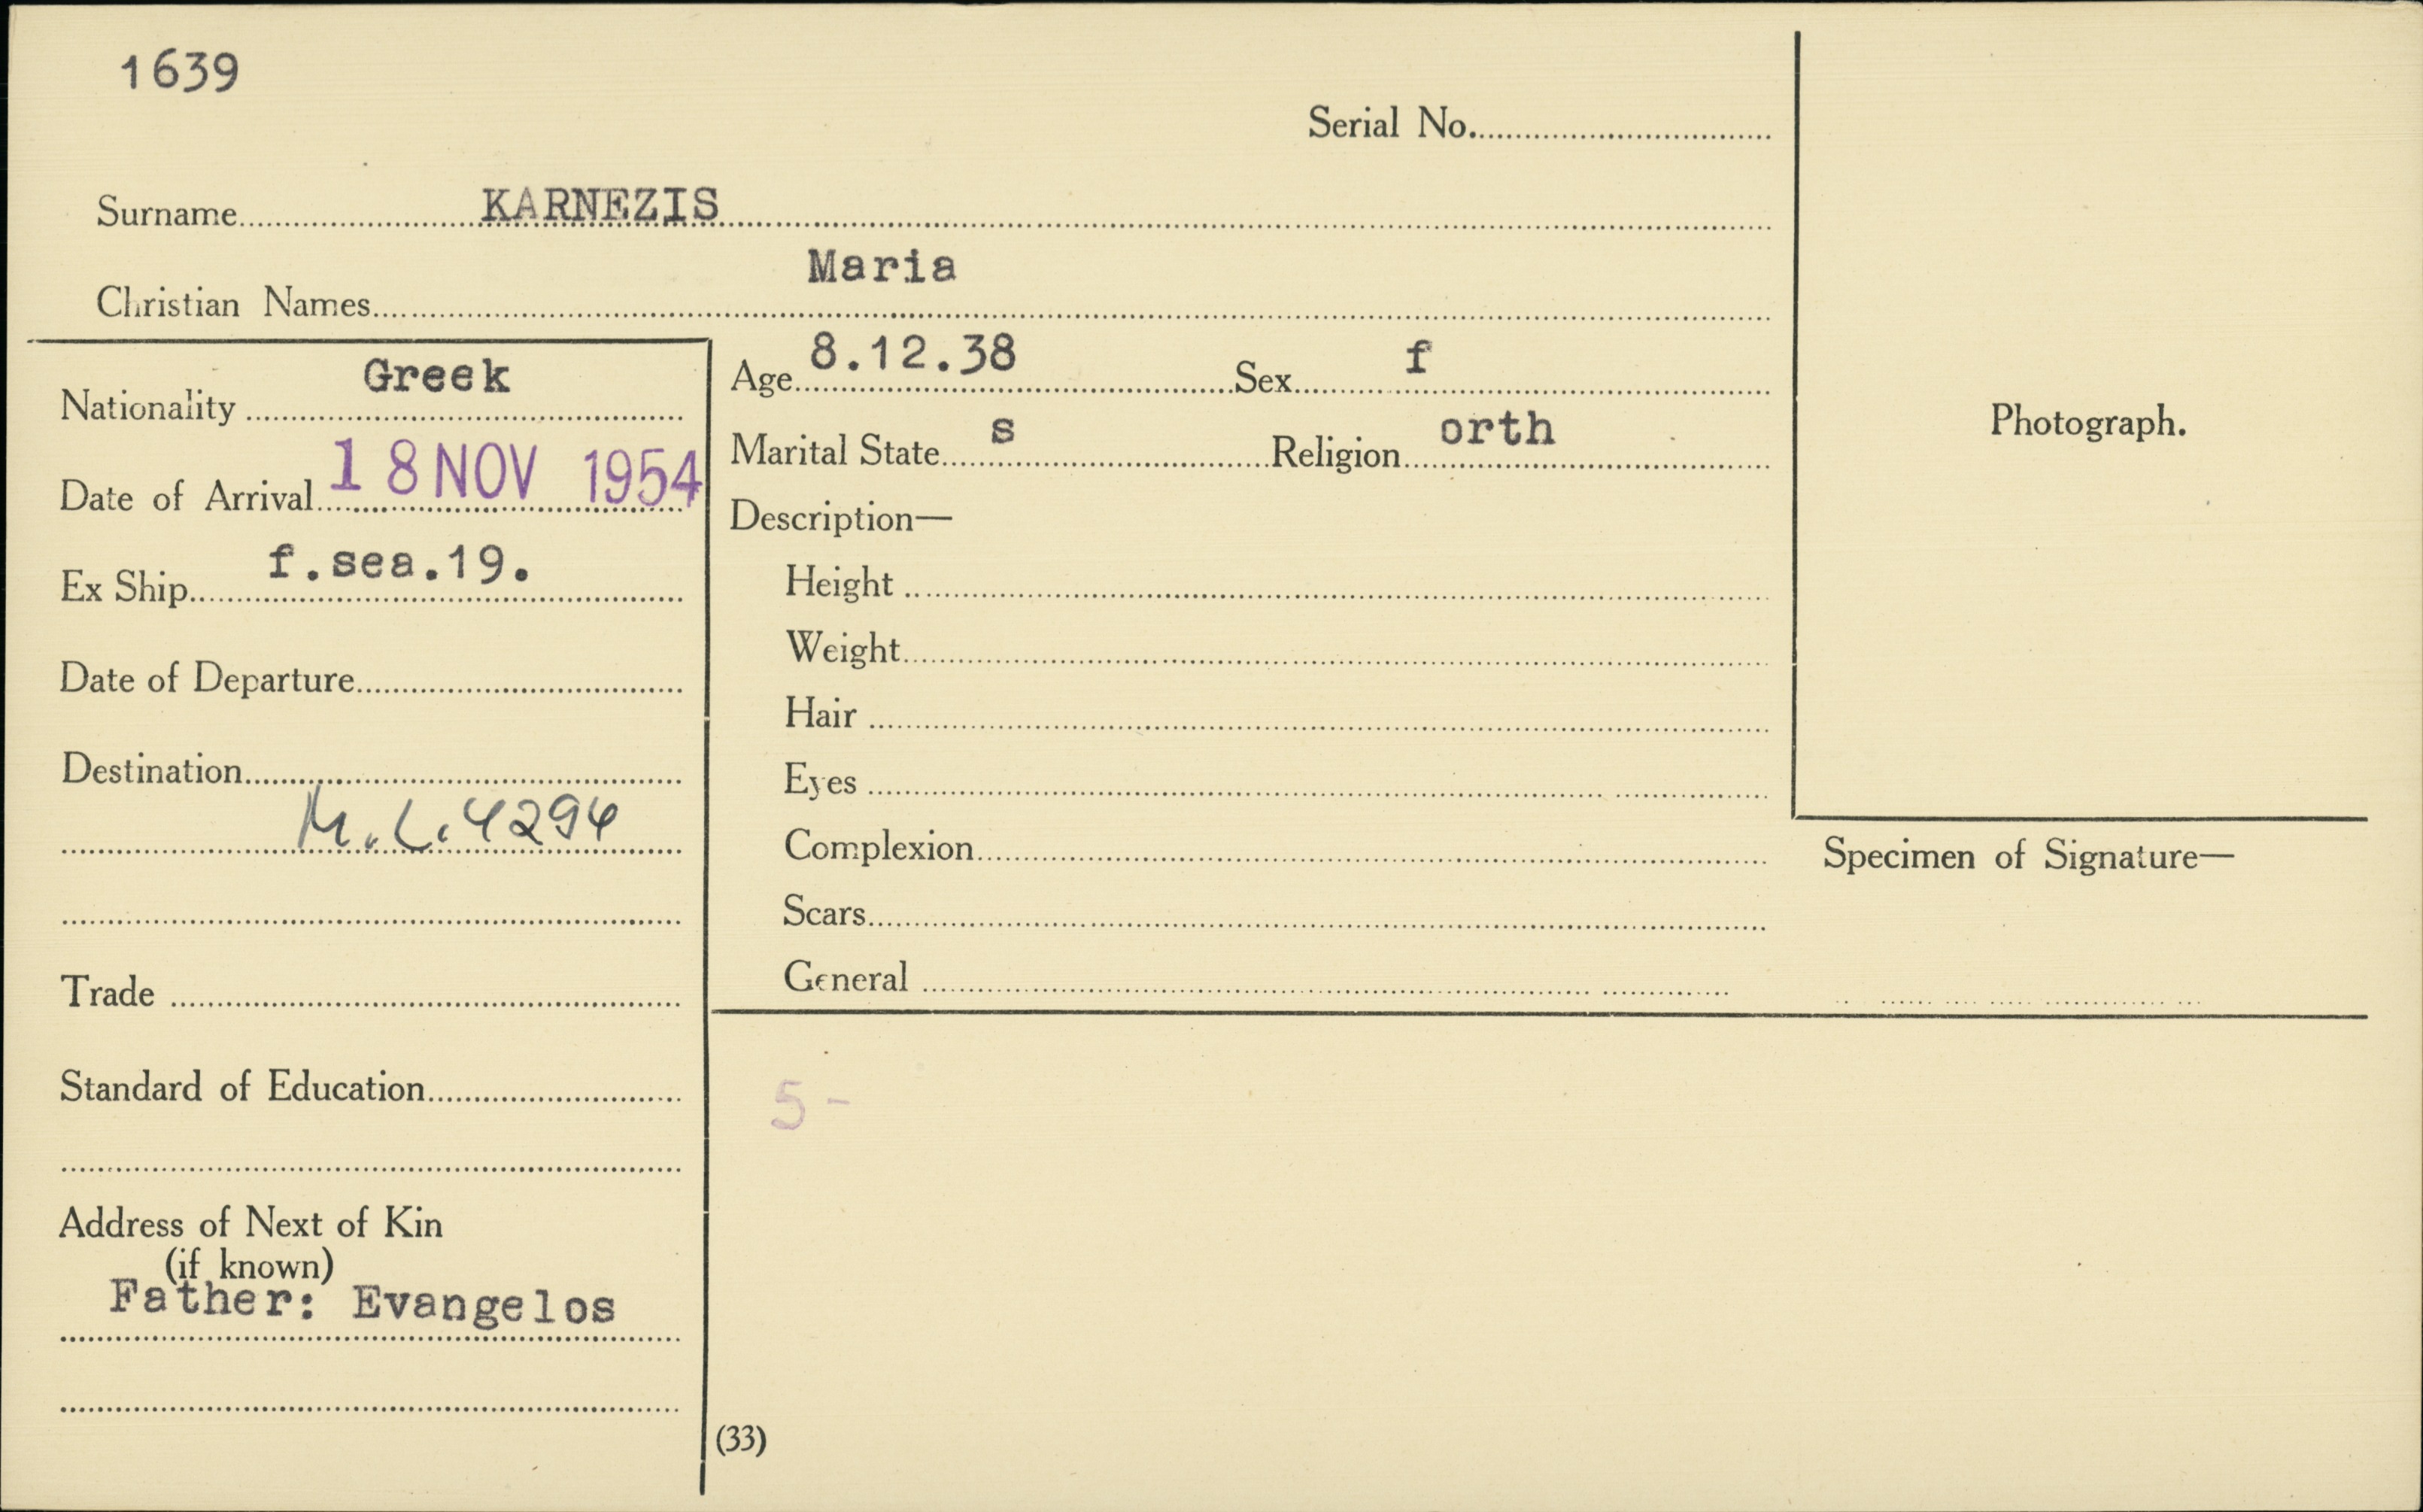 1639
Serial No.
Surname KARNEZIS
Christian Names Maria
Nationality Greek
Date of Arrival 18 NOV 1954
Ex Ship f.sea.19.
Date of Departure
Destination
M.L.4294
Trade
Standard of Education
Address of Next of Kin
(if known)
Father: Evangelos
Age 8.12.38 Sex f
Marital State s Religion orth
Description—
Height
Weight
Hair
Eyes
Complexion
Scars
General
Photograph.
Specimen of Signature—
5 -
(33)